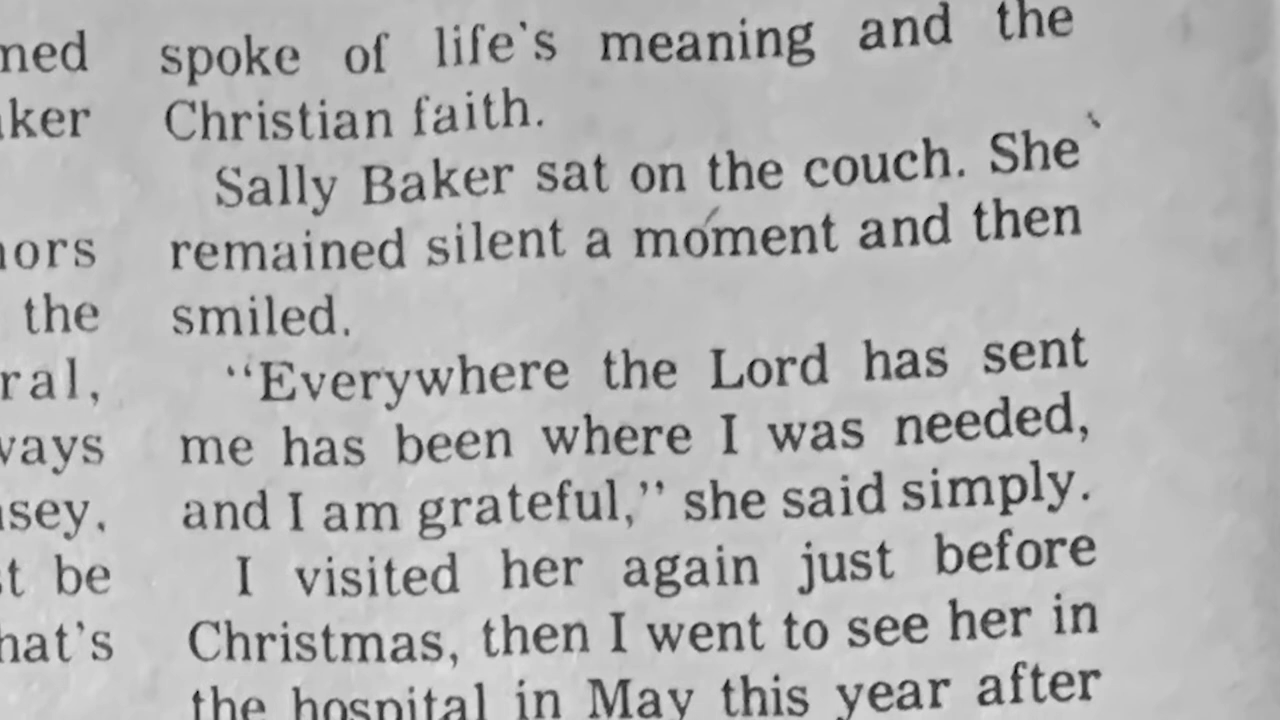 the
ral,
be
spoke of life's meaning and the
Christian faith.
Sally Baker sat on the couch. She
remained silent a moment and then
smiled.
"Everywhere the Lord has sent
me has been where I was needed,
and I am grateful," she said simply.
I visited her again just before
Christmas, then I went to see her in
the hospital in May this year after